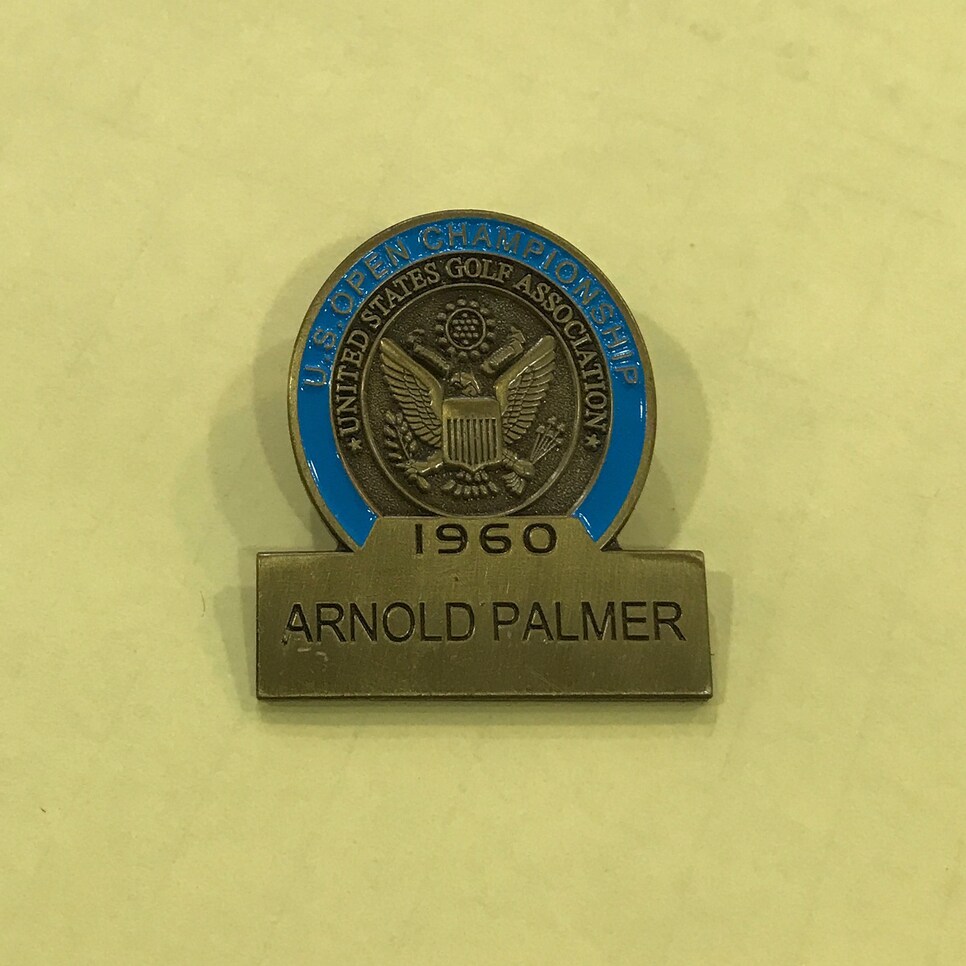 U.S. OPEN CHAMPIONSHIP
★ UNITED STATES GOLF ASSOCIATION ★
1960
ARNOLD PALMER